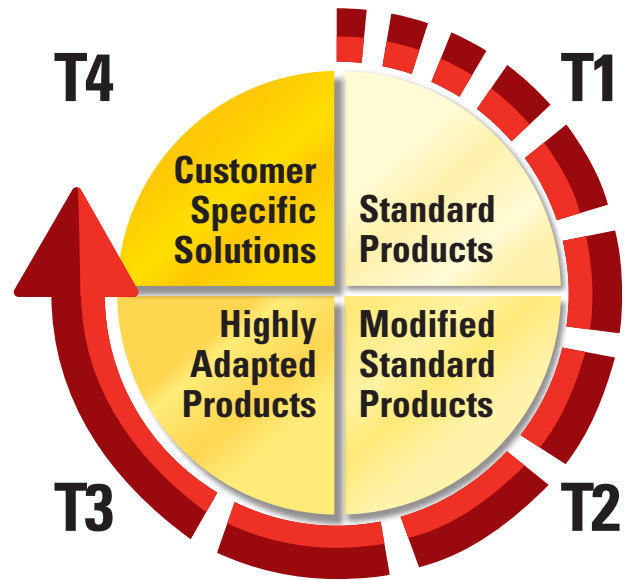 T4
T1
Customer
Specific
Solutions
Standard
Products
Highly
Adapted
Products
Modified
Standard
Products
T3
T2